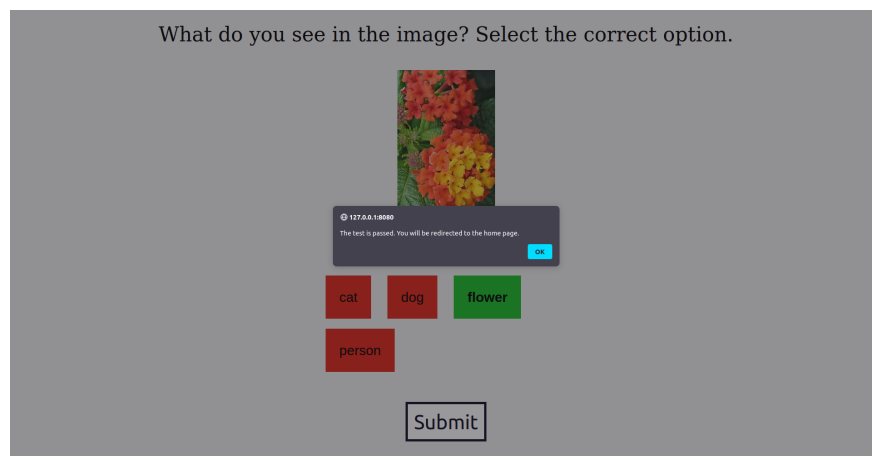 What do you see in the image? Select the correct option.
127.0.0.1:8080
The test is passed. You will be redirected to the home page.
OK
cat dog flower
person
Submit